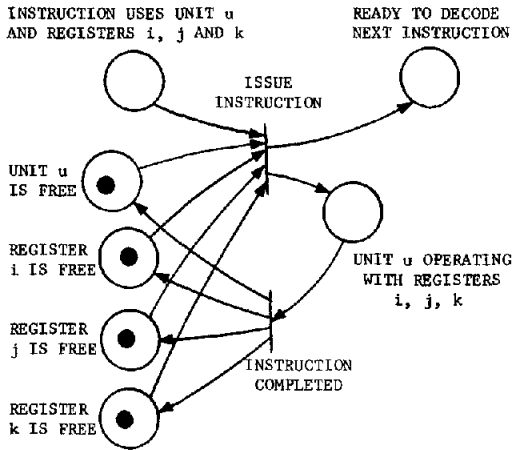 INSTRUCTION USES UNIT u
AND REGISTERS i, j AND k
READY TO DECODE
NEXT INSTRUCTION
ISSUE
INSTRUCTION
UNIT u
IS FREE
REGISTER
i IS FREE
UNIT u OPERATING
WITH REGISTERS
i, j, k
REGISTER
j IS FREE
INSTRUCTION
COMPLETED
REGISTER
k IS FREE